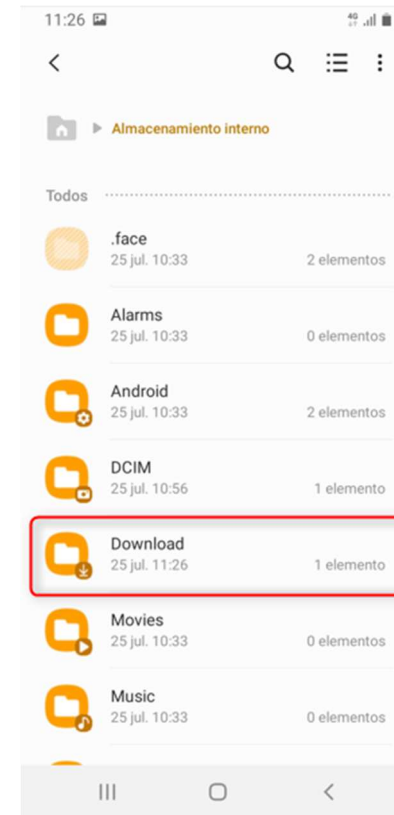 11:26
4G
Almacenamiento interno
Todos
.face
25 jul. 10:33 2 elementos
Alarms
25 jul. 10:33 0 elementos
Android
25 jul. 10:33 2 elementos
DCIM
25 jul. 10:56 1 elemento
Download
25 jul. 11:26 1 elemento
Movies
25 jul. 10:33 0 elementos
Music
25 jul. 10:33 0 elementos